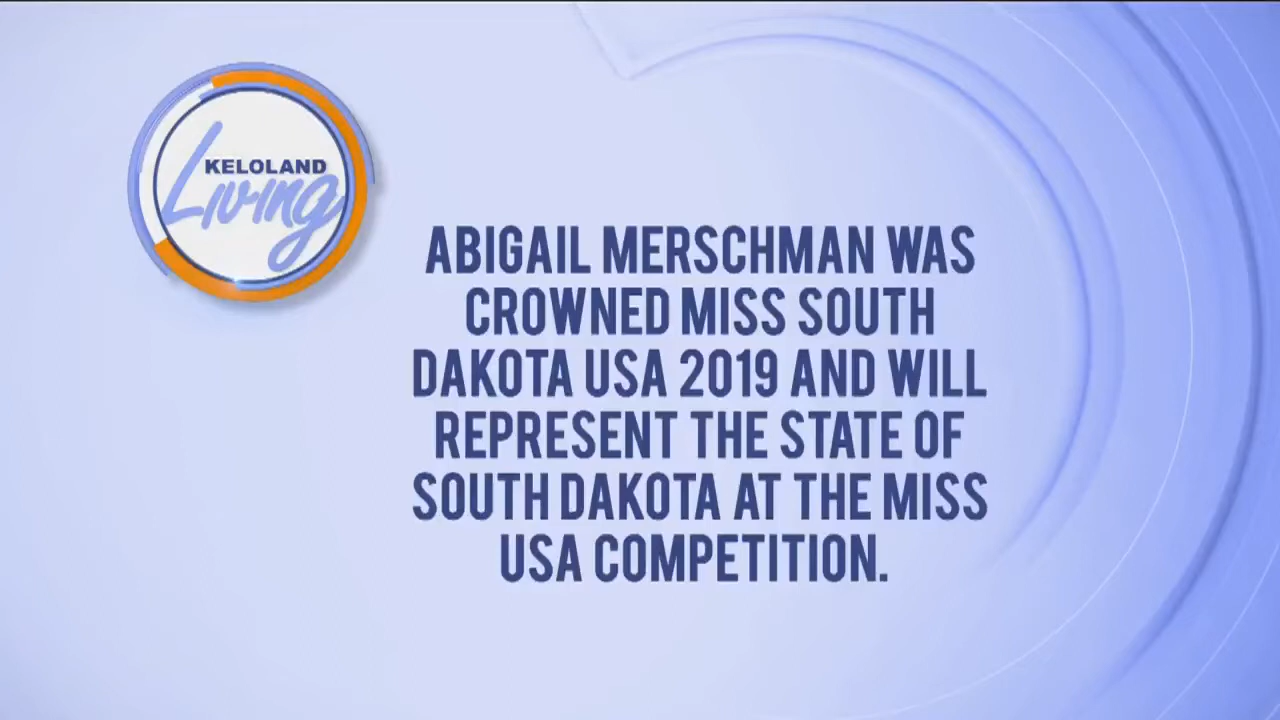 KELOLAND
Living
ABIGAIL MERSCHMAN WAS
CROWNED MISS SOUTH
DAKOTA USA 2019 AND WILL
REPRESENT THE STATE OF
SOUTH DAKOTA AT THE MISS
USA COMPETITION.